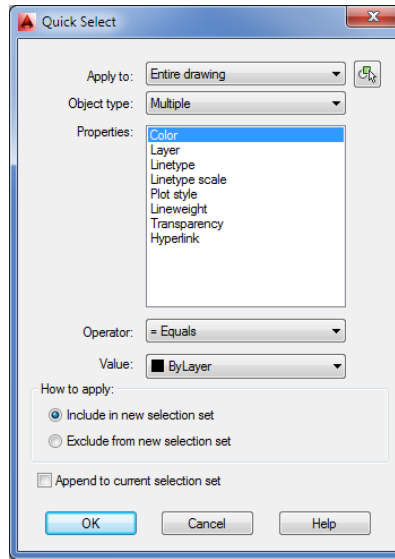 Quick Select
Apply to: Entire drawing
Object type: Multiple
Properties: Color
Layer
Linetype
Linetype scale
Plot style
Lineweight
Transparency
Hyperlink
Operator: = Equals
Value: ByLayer
How to apply:
Include in new selection set
Exclude from new selection set
Append to current selection set
OK Cancel Help